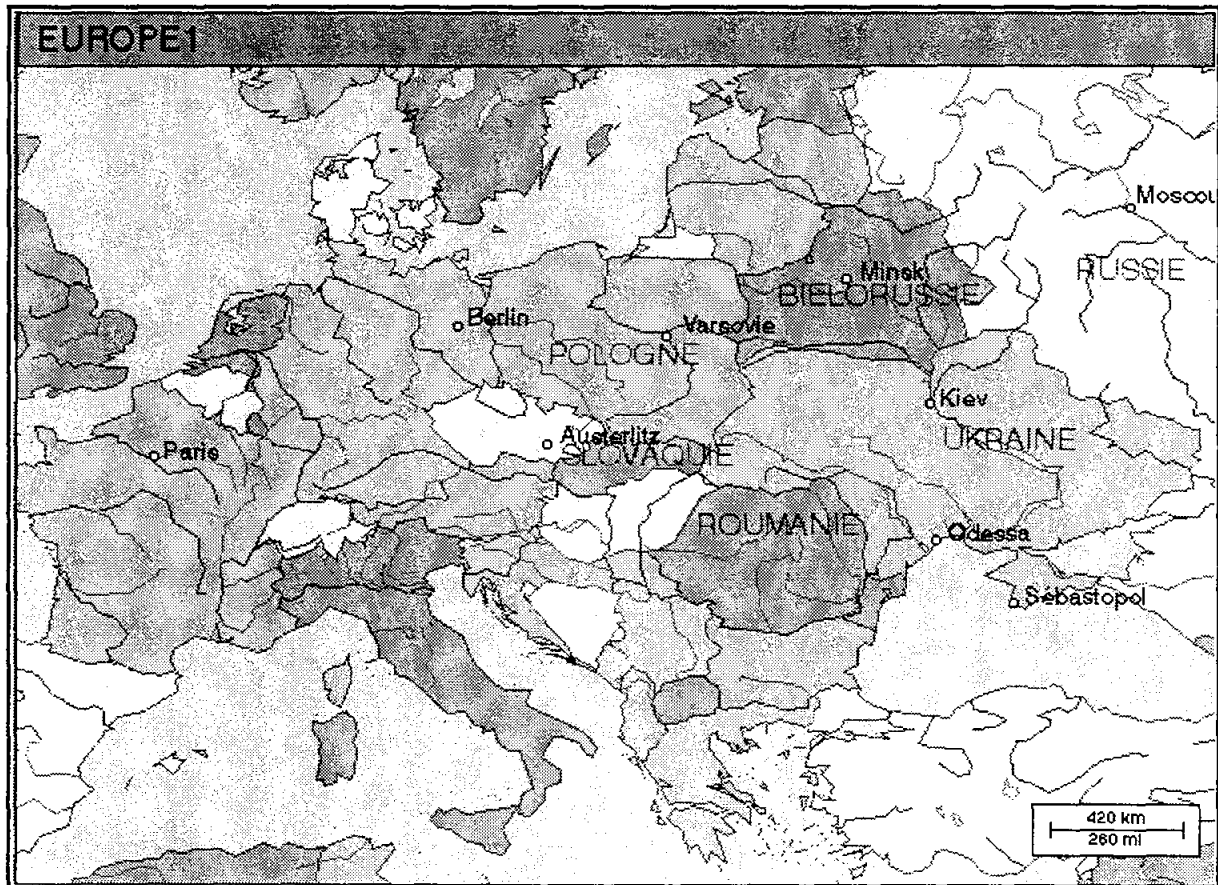 EUROPE1
Moscou
RUSSIE
Minsk
BIELORUSSIE
Berlin
Varsovie
POLOGNE
Kiev
Austerlitz
UKRAINE
Paris
SLOVAQUIE
ROUMANIE
Odessa
Sébastopol
420 km
260 mi